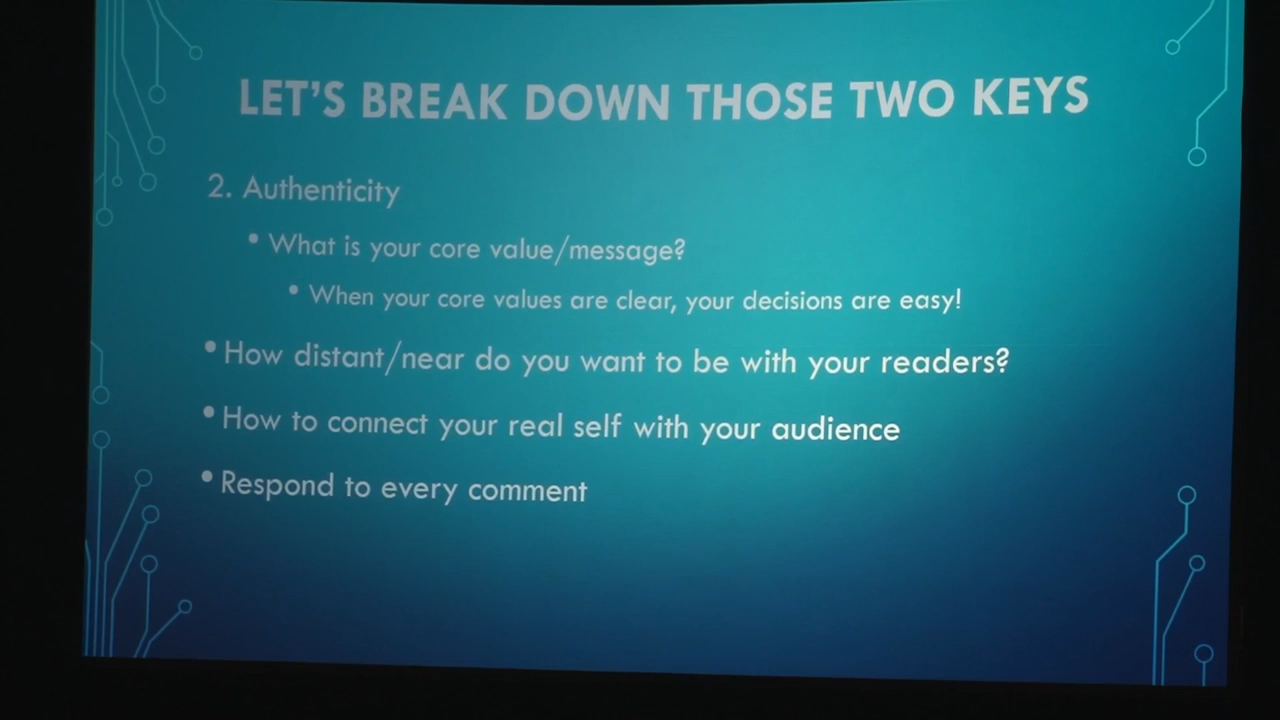 LET'S BREAK DOWN THOSE TWO KEYS
2. Authenticity
• What is your core value/message?
• When your core values are clear, your decisions are easy!
• How distant/near do you want to be with your readers?
• How to connect your real self with your audience
• Respond to every comment